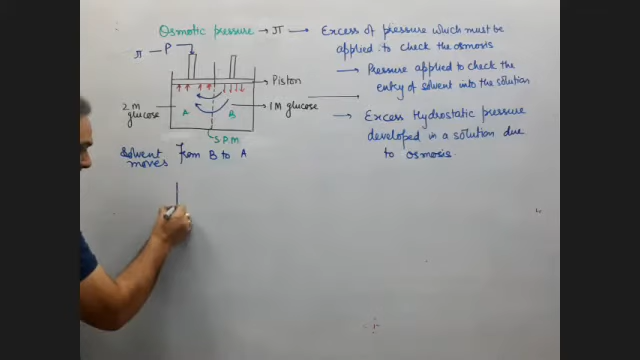 Osmotic pressure → π → Excess of pressure which must be
applied to check the osmosis
π — P
→ Pressure applied to check the
entry of solvent into the solution
Piston
2 M
glucose
A
B
1M glucose
S.P.M
→ Excess Hydrostatic pressure
developed in a solution due
to osmosis.
Solvent
moves From B to A